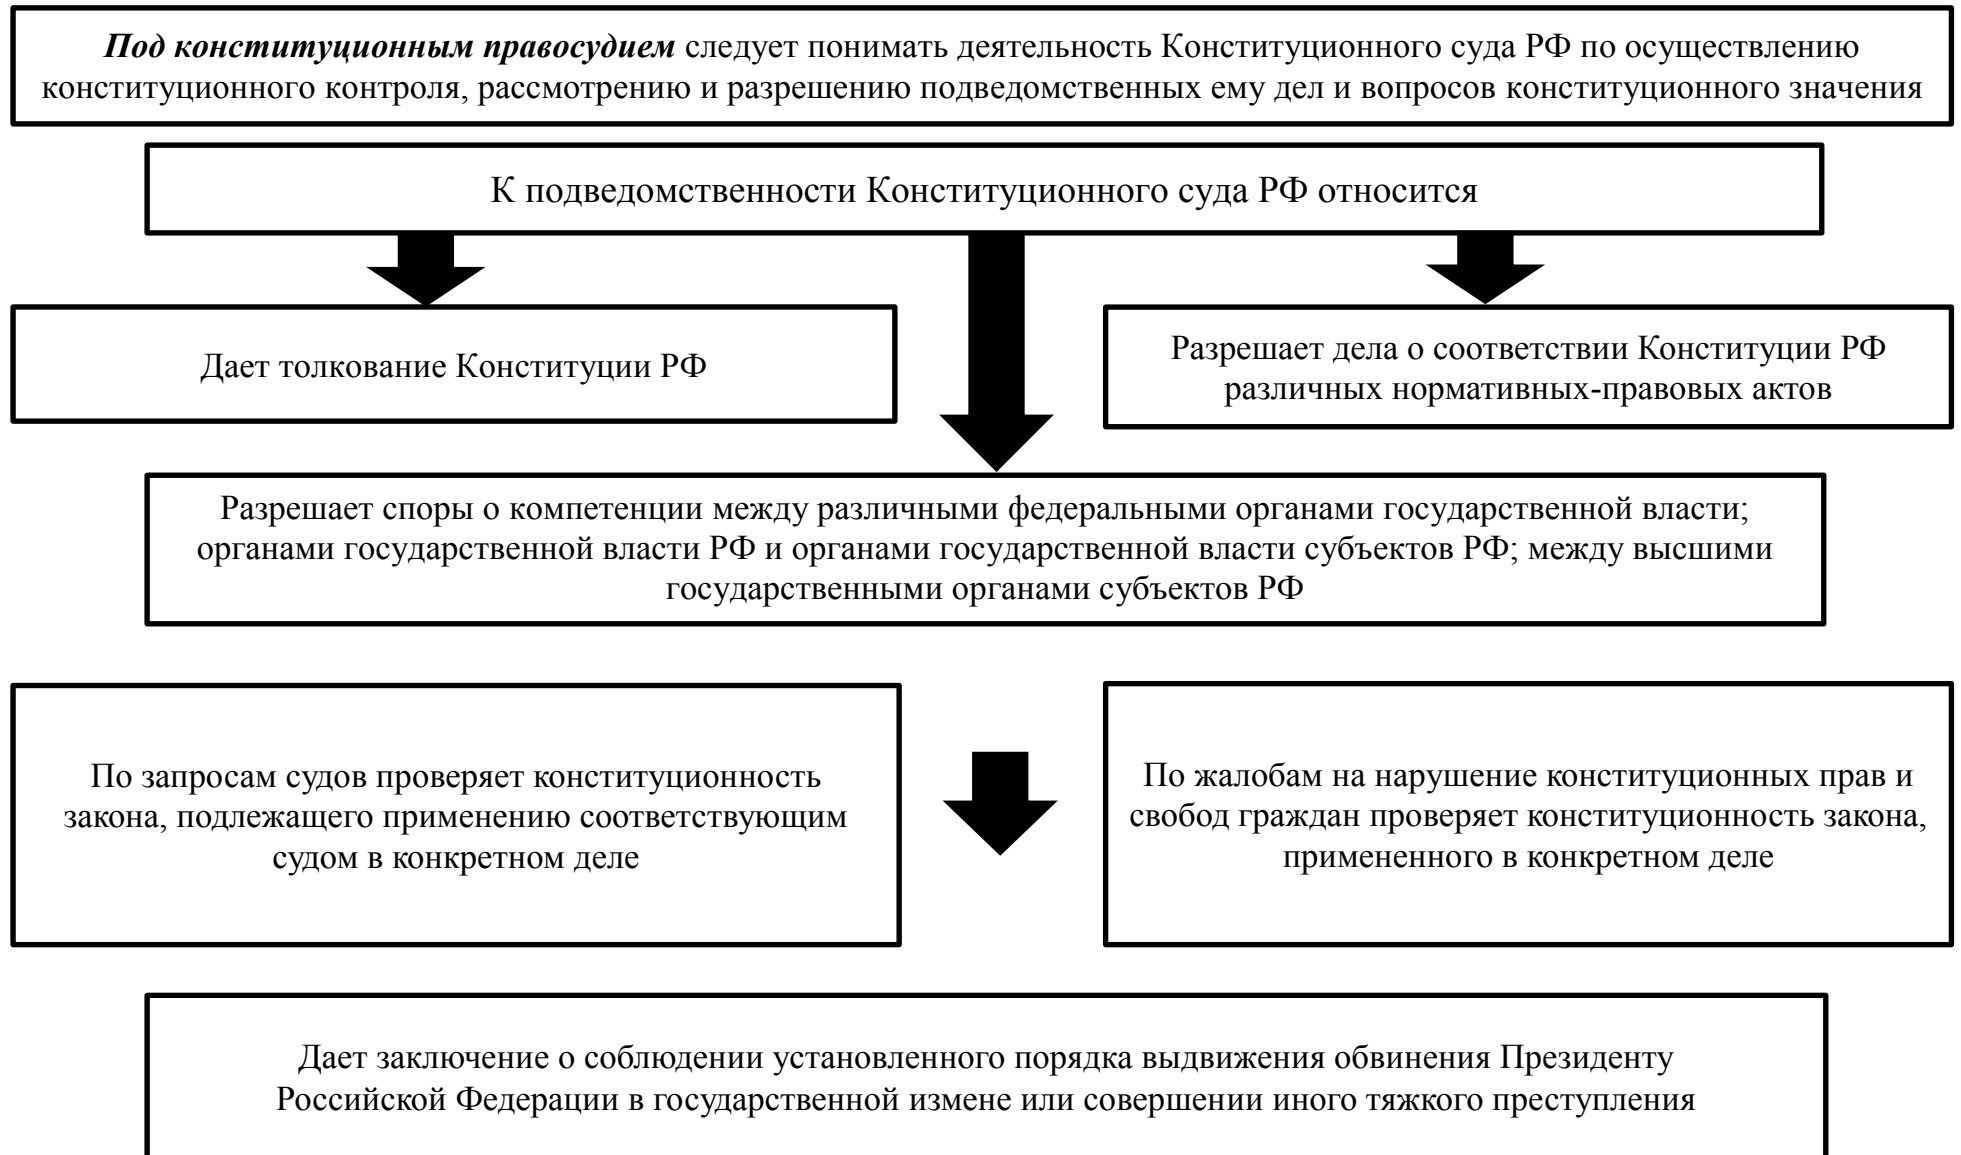 Под конституционным правосудием следует понимать деятельность Конституционного суда РФ по осуществлению
конституционного контроля, рассмотрению и разрешению подведомственных ему дел и вопросов конституционного значения
К подведомственности Конституционного суда РФ относится
Дает толкование Конституции РФ
Разрешает дела о соответствии Конституции РФ
различных нормативных-правовых актов
Разрешает споры о компетенции между различными федеральными органами государственной власти;
органами государственной власти РФ и органами государственной власти субъектов РФ; между высшими
государственными органами субъектов РФ
По запросам судов проверяет конституционность
закона, подлежащего применению соответствующим
судом в конкретном деле
По жалобам на нарушение конституционных прав и
свобод граждан проверяет конституционность закона,
примененного в конкретном деле
Дает заключение о соблюдении установленного порядка выдвижения обвинения Президенту
Российской Федерации в государственной измене или совершении иного тяжкого преступления